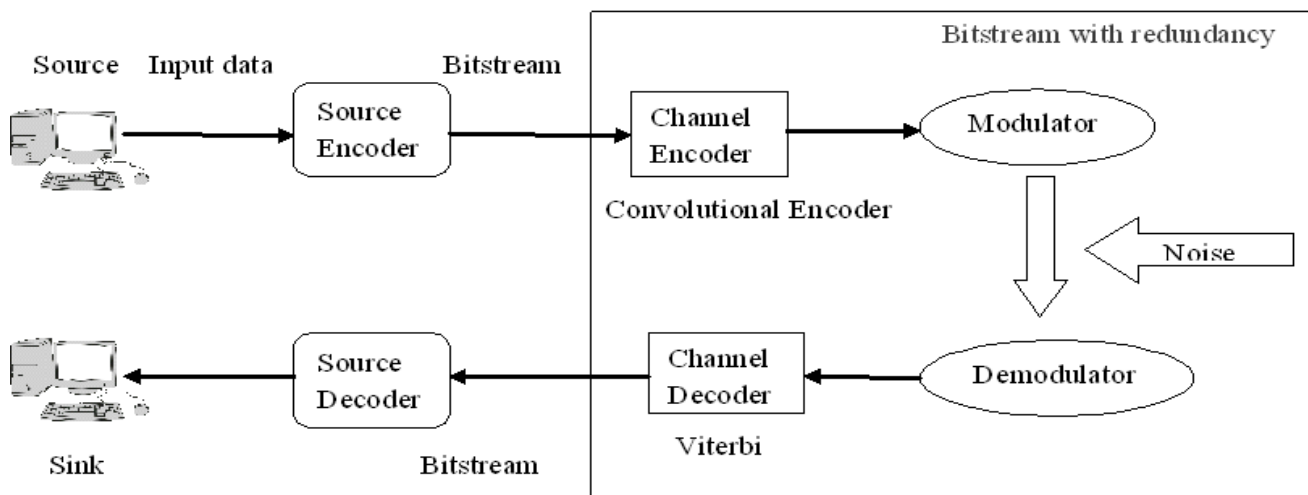 Bitstream with redundancy
Source Input data Bitstream
Source
Encoder
Channel
Encoder
Modulator
Convolutional Encoder
Noise
Source
Decoder
Channel
Decoder
Demodulator
Viterbi
Sink
Bitstream